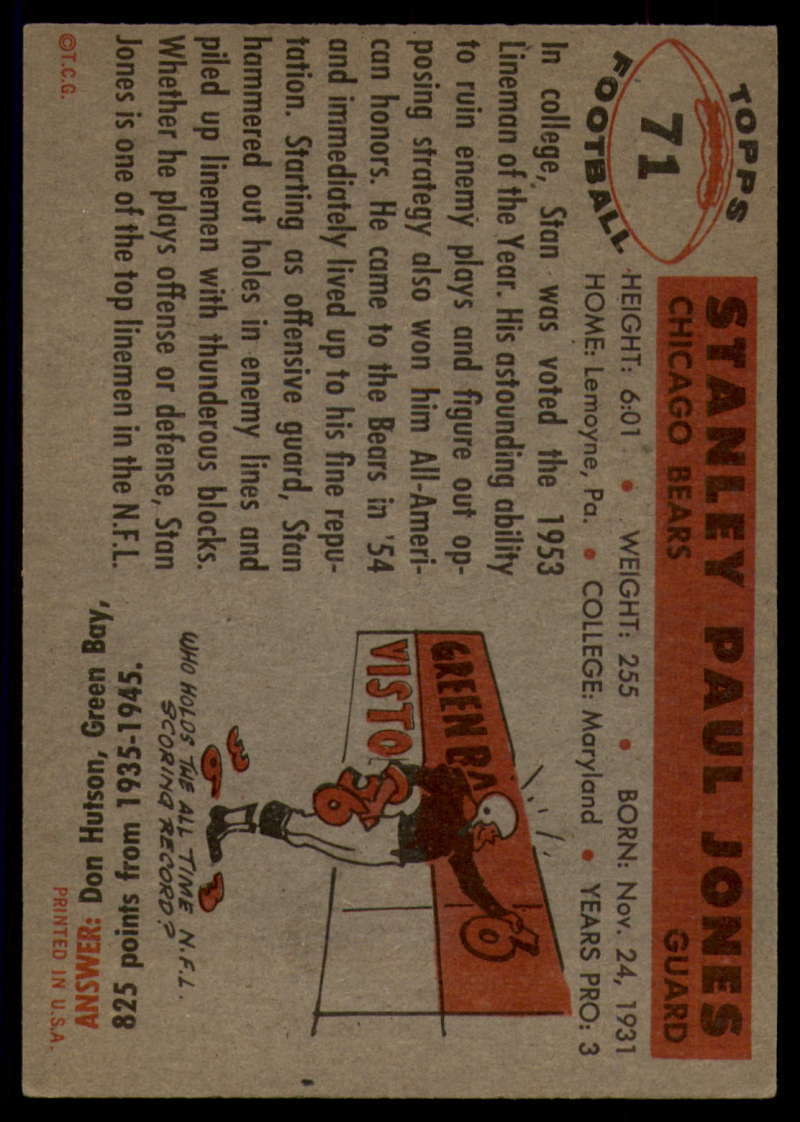 TOPPS
71
FOOTBALL
STANLEY PAUL JONES
CHICAGO BEARS GUARD
HEIGHT: 6:01 • WEIGHT: 255 • BORN: Nov. 24, 1931
HOME: Lemoyne, Pa. • COLLEGE: Maryland • YEARS PRO: 3
In college, Stan was voted the 1953
Lineman of the Year. His astounding ability
to ruin enemy plays and figure out op-
posing strategy also won him All-Ameri-
can honors. He came to the Bears in '54
and immediately lived up to his fine repu-
tation. Starting as offensive guard, Stan
hammered out holes in enemy lines and
piled up linemen with thunderous blocks.
Whether he plays offense or defense, Stan
Jones is one of the top linemen in the N.F.L.
©T.C.G.
GREEN BA
6
VISTO
3
9
3
WHO HOLDS THE ALL TIME N.F.L.
SCORING RECORD?
ANSWER: Don Hutson, Green Bay,
825 points from 1935-1945.
PRINTED IN U.S.A.